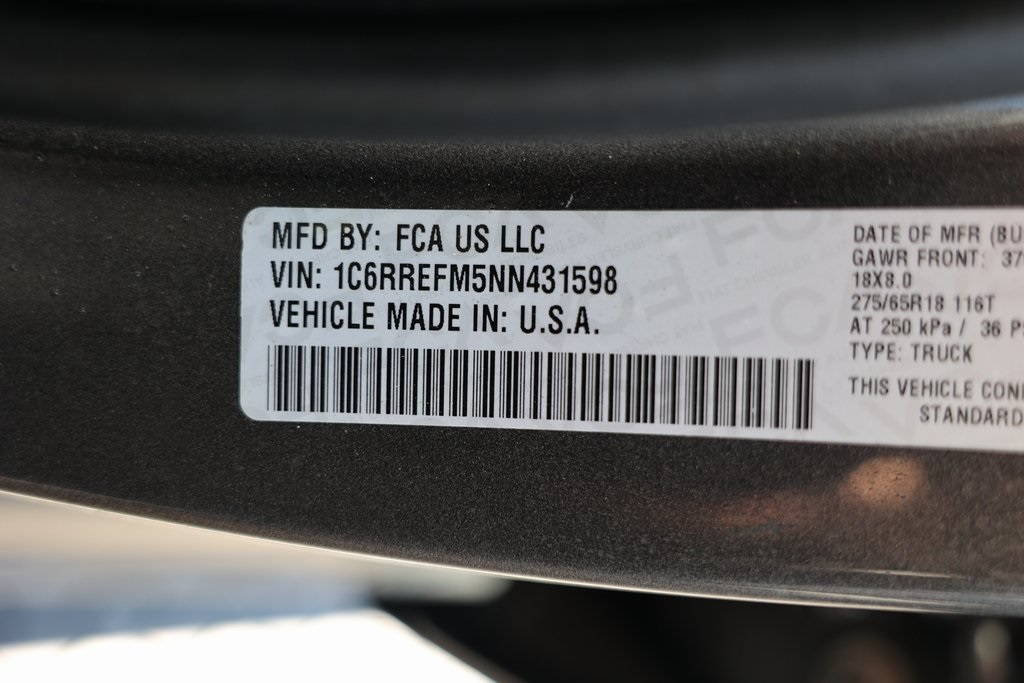 MFD BY: FCA US LLC
VIN: 1C6RREFM5NN431598
VEHICLE MADE IN: U.S.A.
DATE OF MFR
GAWR FRONT:
18X8.0
275/65R18 116T
AT 250 kPa / 36
TYPE: TRUCK
THIS VEHICLE
STANDARD